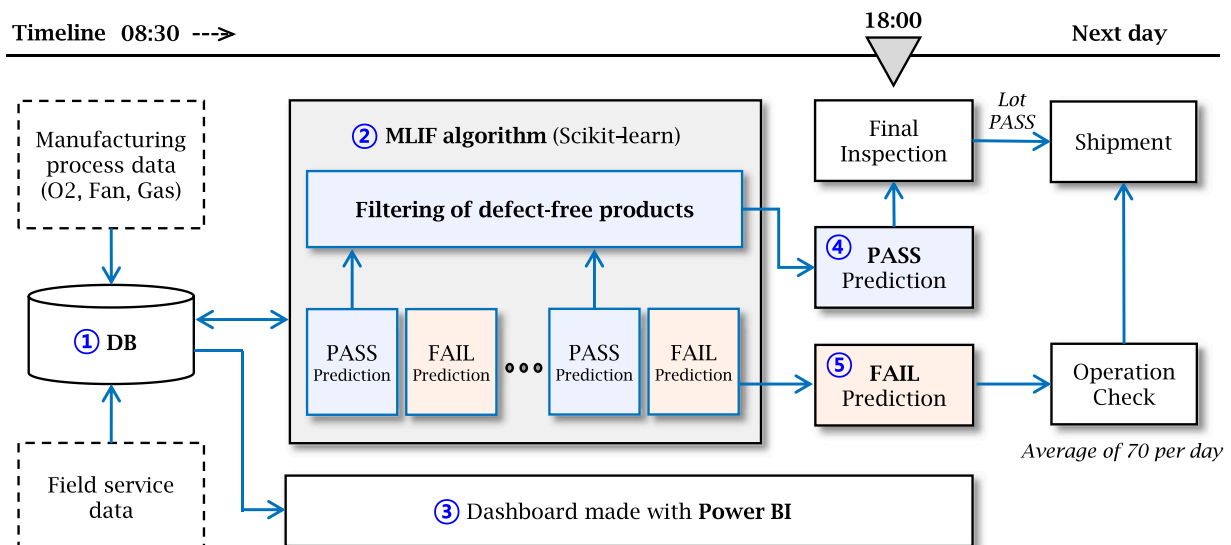 Timeline 08:30 --->
18:00
Next day
Manufacturing
process data
(O2, Fan, Gas)
① DB
Field service
data
② MLIF algorithm (Scikit-learn)
Filtering of defect-free products
PASS
Prediction
FAIL
Prediction
PASS
Prediction
FAIL
Prediction
③ Dashboard made with Power BI
Final
Inspection
Lot
PASS
Shipment
④ PASS
Prediction
⑤ FAIL
Prediction
Operation
Check
Average of 70 per day